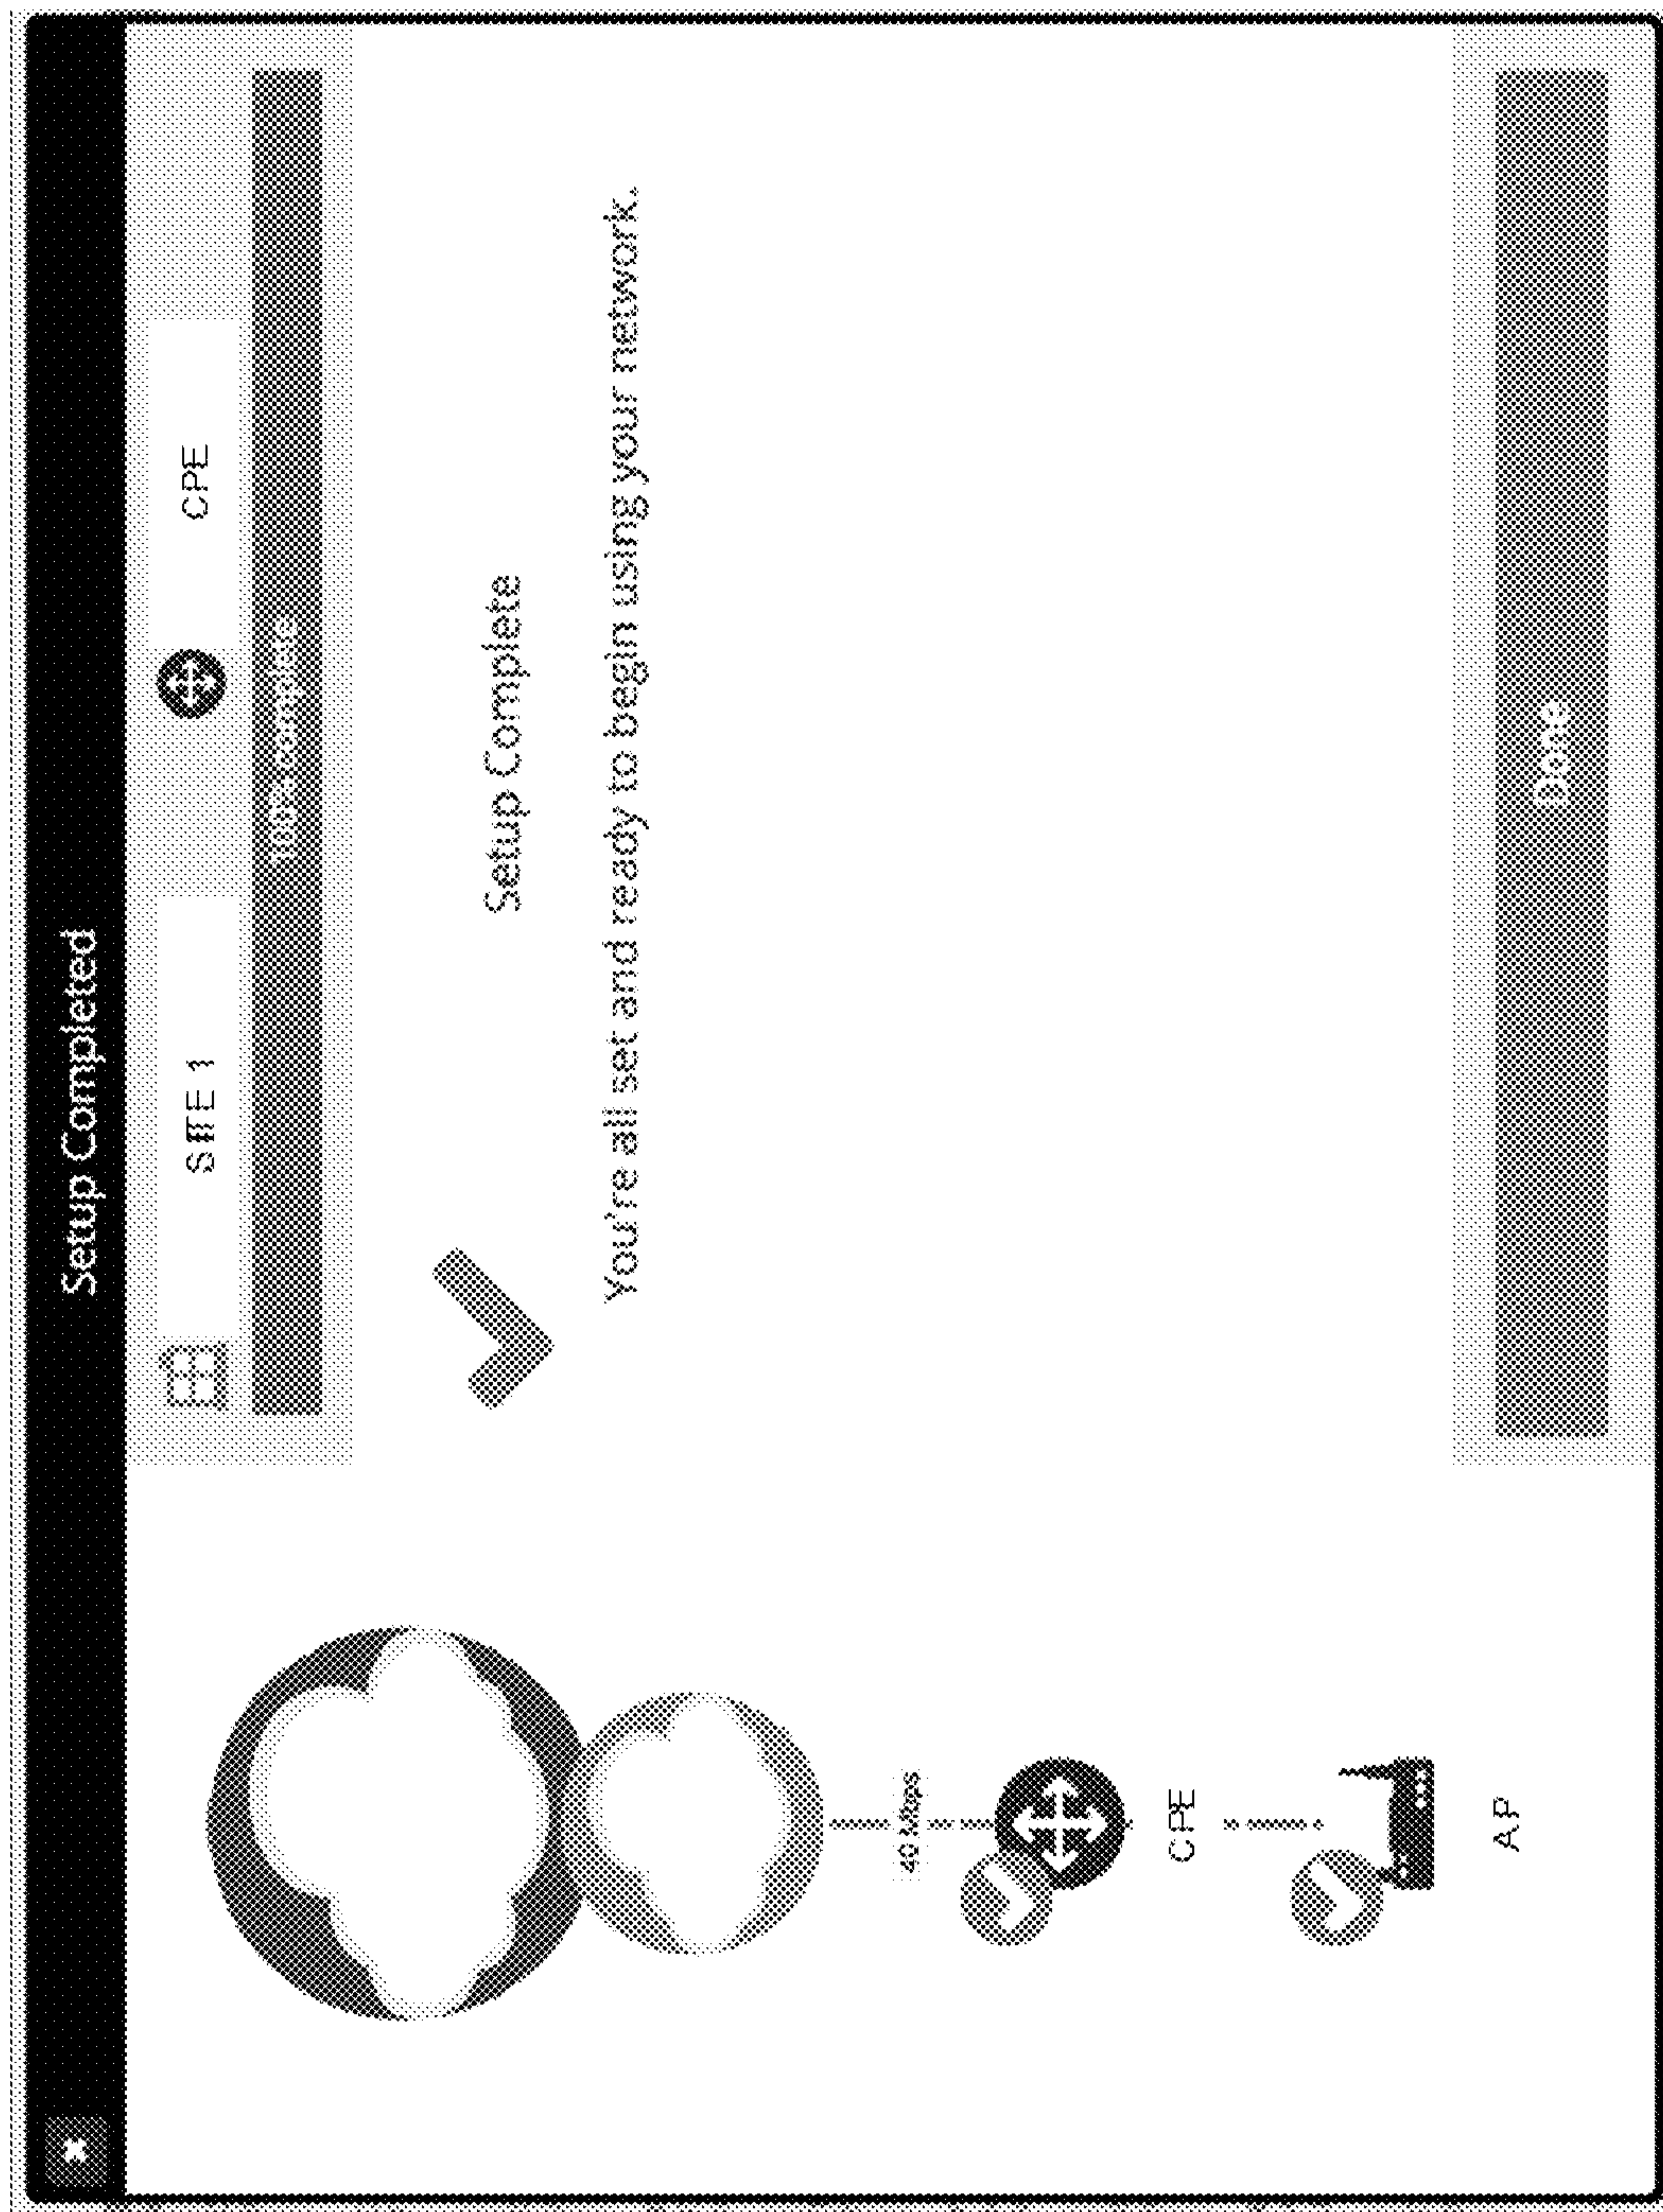 Setup Completed
SITE 1
CPE
Setup Complete
You're all set and ready to begin using your network.
Done
40 Mbps
CPE
AP